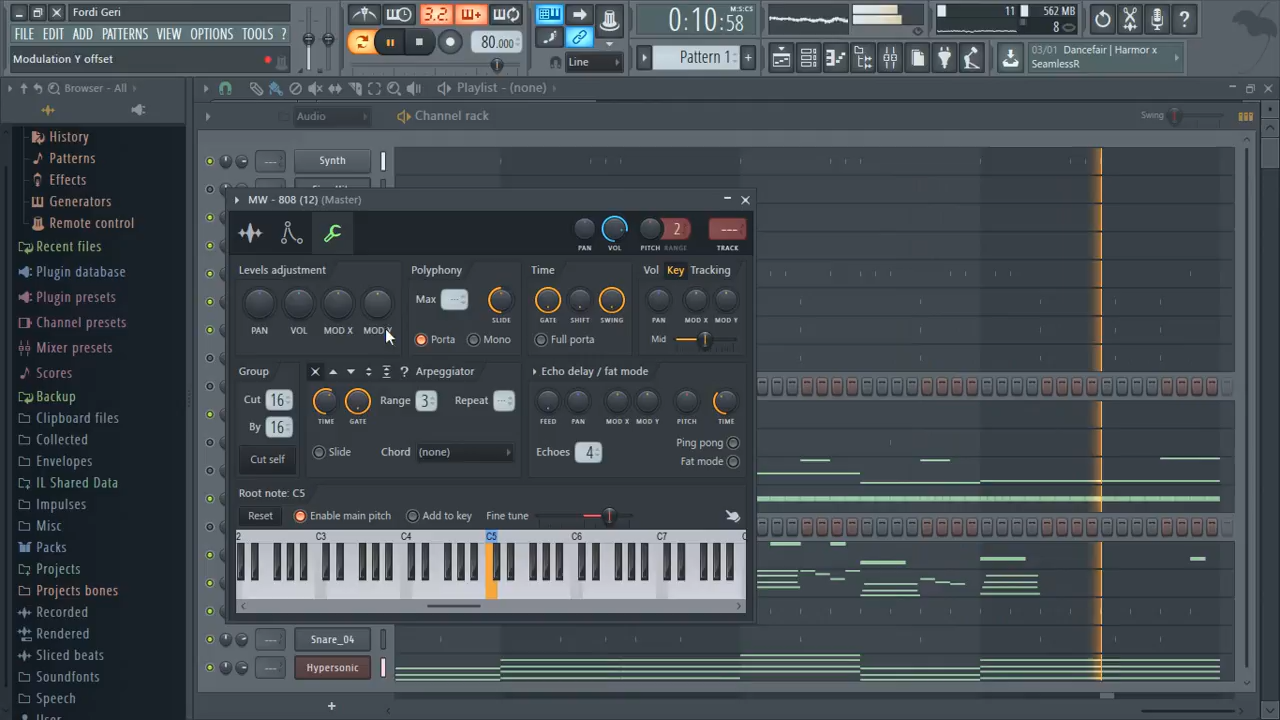 Fordi Geri
FILE EDIT ADD PATTERNS VIEW OPTIONS TOOLS ?
Modulation Y offset
3.2.
80.000
Line
0:10:58
M:S:CS
Pattern 1
11
562 MB
8
03/01 Dancefair | Harmor x
SeamlessR
Browser - All
Playlist - (none)
Audio
Channel rack
Swing
History
Patterns
Effects
Generators
Remote control
Recent files
Plugin database
Plugin presets
Channel presets
Mixer presets
Scores
Backup
Clipboard files
Collected
Envelopes
IL Shared Data
Impulses
Misc
Packs
Projects
Projects bones
Recorded
Rendered
Sliced beats
Soundfonts
Speech
Synth
MW - 808 (12) (Master)
2
PAN VOL PITCH RANGE TRACK
Levels adjustment
PAN VOL MOD X MOD Y
Polyphony
Max
SLIDE
Porta Mono
Time
GATE SHIFT SWING
Full porta
Vol Key Tracking
PAN MOD X MOD Y
Mid
Group
Cut 16
By 16
Cut self
? Arpeggiator
TIME GATE
Range 3 Repeat
Slide Chord (none)
Echo delay / fat mode
FEED PAN MOD X MOD Y PITCH TIME
Echoes 4
Ping pong
Fat mode
Root note: C5
Reset Enable main pitch Add to key Fine tune
2 C3 C4 C5 C6 C7
Snare_04
Hypersonic